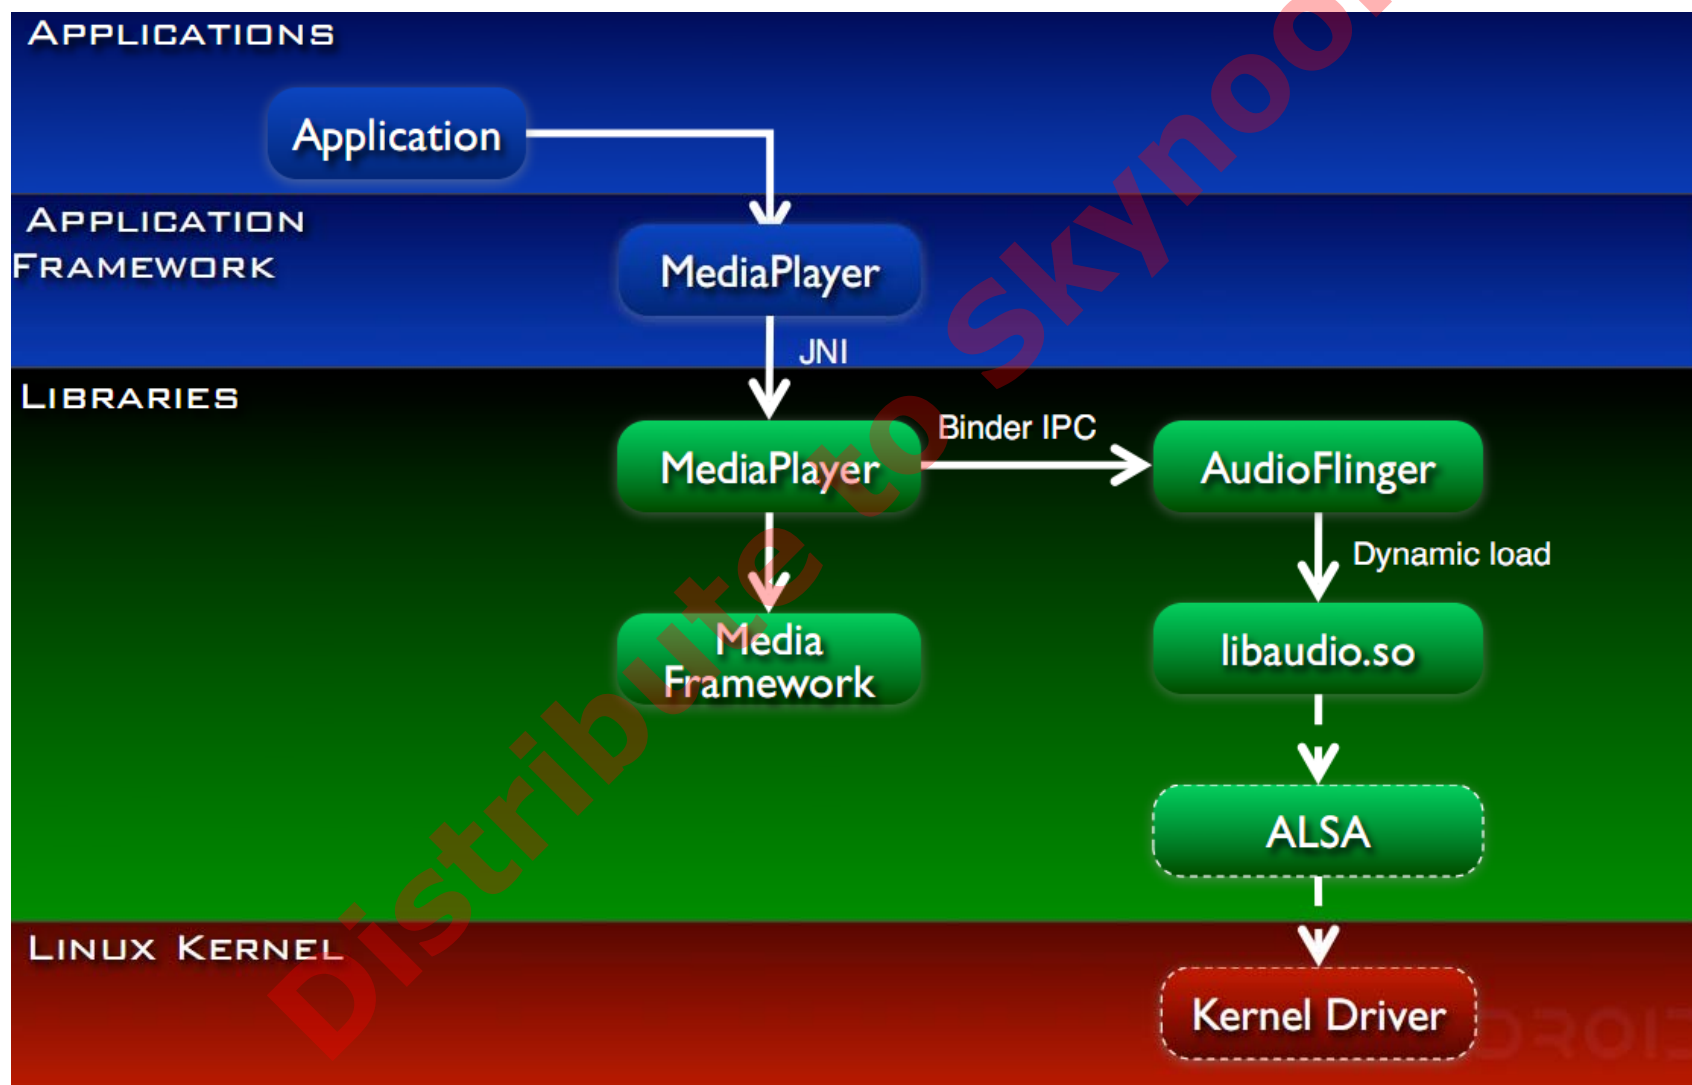 APPLICATIONS
Application
APPLICATION
FRAMEWORK
MediaPlayer
JNI
LIBRARIES
MediaPlayer
Binder IPC
AudioFlinger
Dynamic load
Media
Framework
libaudio.so
ALSA
LINUX KERNEL
Kernel Driver
Distribute to Skynoo